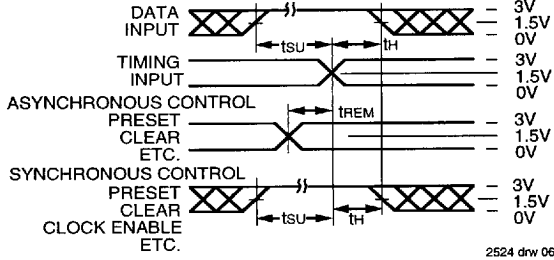 DATA
INPUT
3V
1.5V
0V
tSU
tH
TIMING
INPUT
3V
1.5V
0V
ASYNCHRONOUS CONTROL
PRESET
CLEAR
ETC.
tREM
3V
1.5V
0V
SYNCHRONOUS CONTROL
PRESET
CLEAR
CLOCK ENABLE
ETC.
3V
1.5V
0V
tSU
tH
2524 drw 06